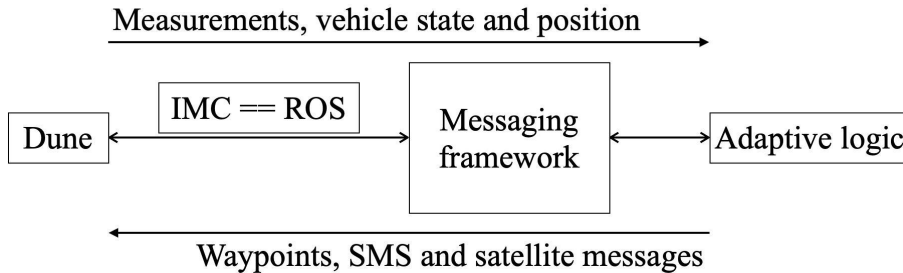 Measurements, vehicle state and position
IMC == ROS
Dune
Messaging
framework
Adaptive logic
Waypoints, SMS and satellite messages